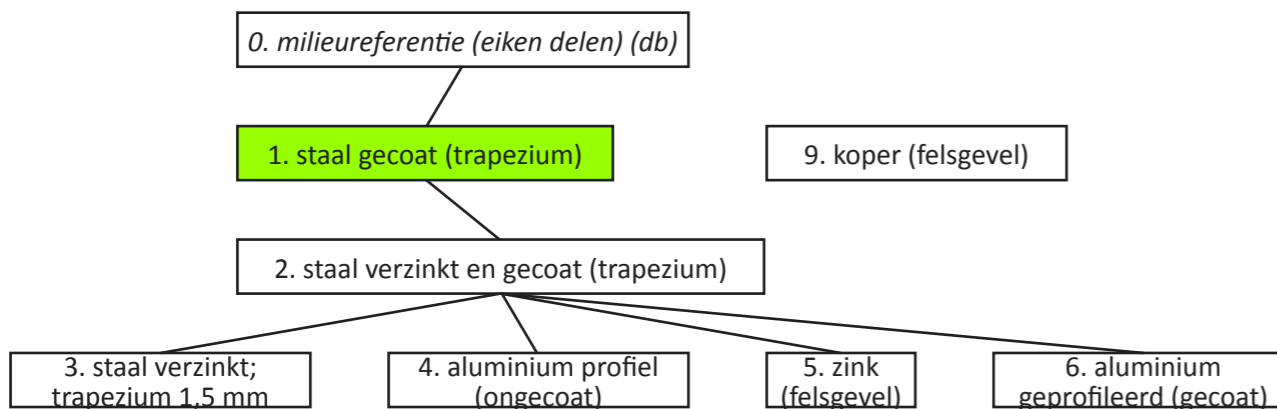 0. milieureferentie (eiken delen) (db)
1. staal gecoat (trapezium)
9. koper (felsgevel)
2. staal verzinkt en gecoat (trapezium)
3. staal verzinkt;
trapezium 1,5 mm
4. aluminium profiel
(ongecoat)
5. zink
(felsgevel)
6. aluminium
geprofileerd (gecoat)